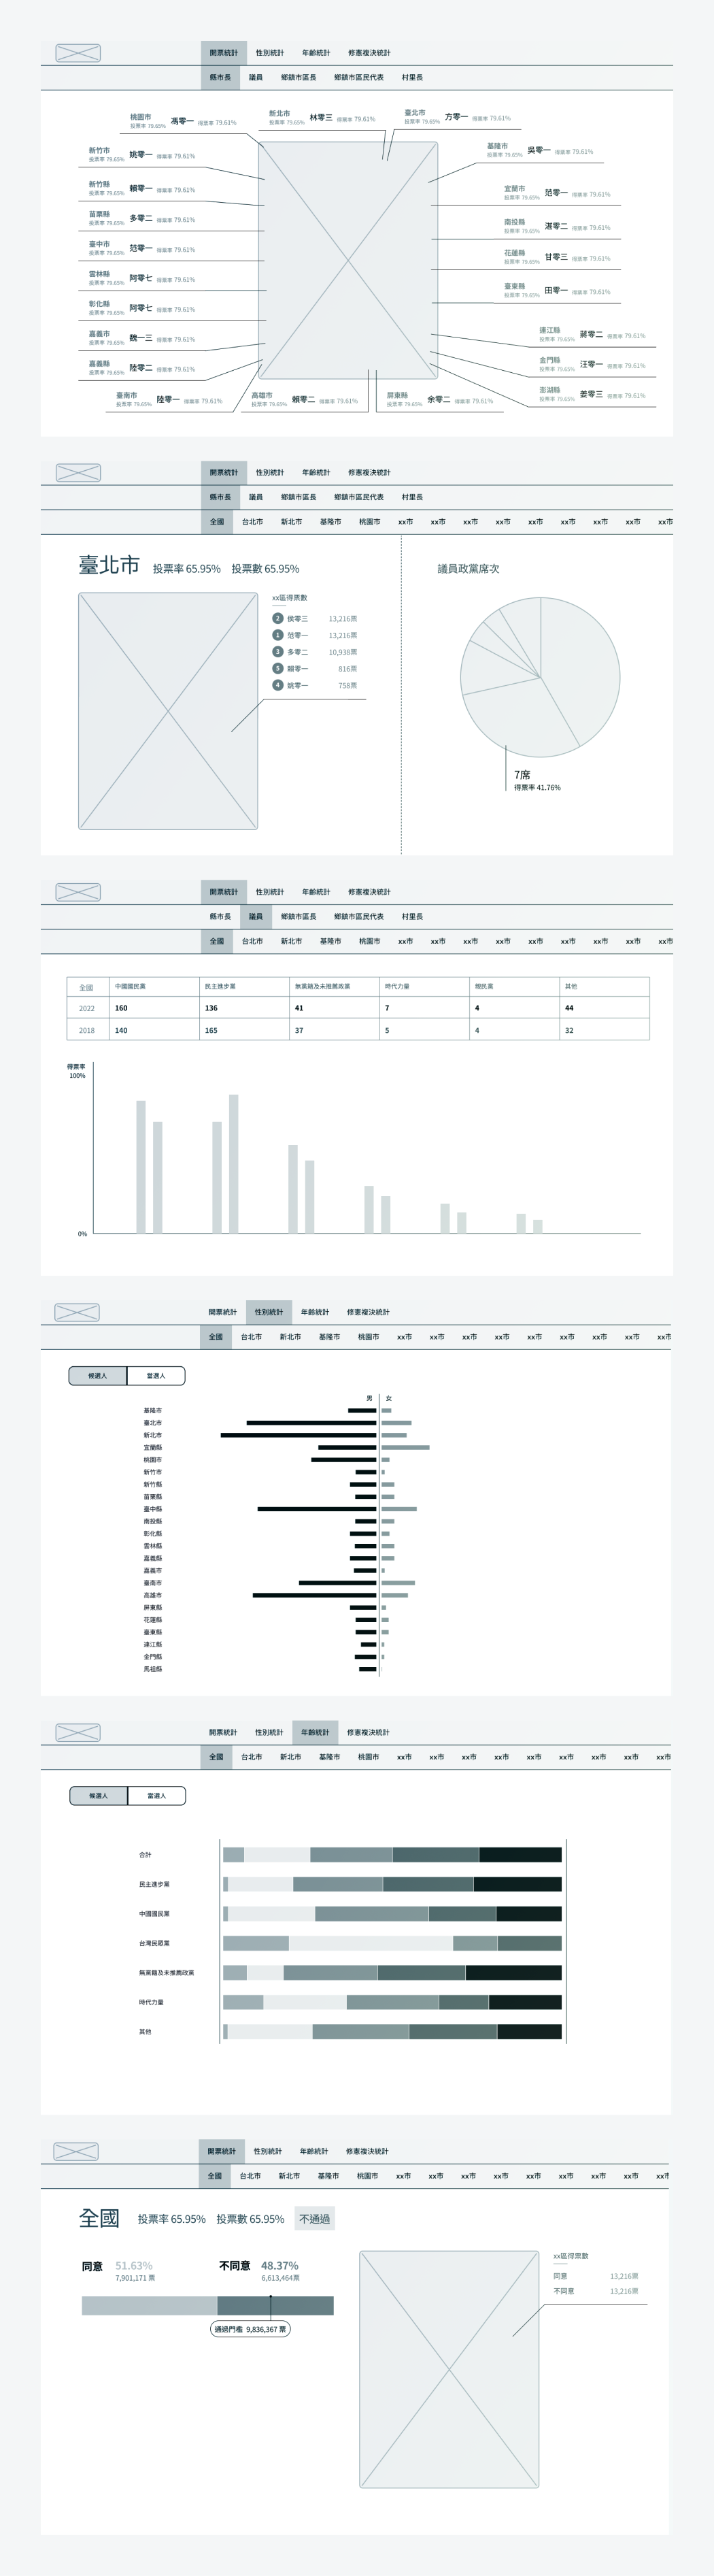 開票統計 性別統計 年齡統計 修憲複決統計
縣市長 議員 鄉鎮市區長 鄉鎮市區民代表 村里長
桃園市 投票率 79.65% 馮零一 得票率 79.61%
新北市 投票率 79.65% 林零三 得票率 79.61%
臺北市 投票率 79.65% 方零一 得票率 79.61%
新竹市 投票率 79.65% 姚零一 得票率 79.61%
基隆市 投票率 79.65% 吳零一 得票率 79.61%
新竹縣 投票率 79.65% 賴零一 得票率 79.61%
宜蘭市 投票率 79.65% 范零一 得票率 79.61%
苗栗縣 投票率 79.65% 多零二 得票率 79.61%
南投縣 投票率 79.65% 湛零二 得票率 79.61%
臺中市 投票率 79.65% 范零一 得票率 79.61%
花蓮縣 投票率 79.65% 甘零三 得票率 79.61%
雲林縣 投票率 79.65% 阿零七 得票率 79.61%
臺東縣 投票率 79.65% 田零一 得票率 79.61%
彰化縣 投票率 79.65% 阿零七 得票率 79.61%
嘉義市 投票率 79.65% 魏一三 得票率 79.61%
連江縣 投票率 79.65% 蔣零二 得票率 79.61%
嘉義縣 投票率 79.65% 陸零二 得票率 79.61%
金門縣 投票率 79.65% 汪零一 得票率 79.61%
澎湖縣 投票率 79.65% 姜零三 得票率 79.61%
臺南市 投票率 79.65% 陸零一 得票率 79.61%
高雄市 投票率 79.65% 賴零二 得票率 79.61%
屏東縣 投票率 79.65% 余零二 得票率 79.61%
開票統計 性別統計 年齡統計 修憲複決統計
縣市長 議員 鄉鎮市區長 鄉鎮市區民代表 村里長
全國 台北市 新北市 基隆市 桃園市 xx市 xx市 xx市 xx市 xx市 xx市 xx市 xx市 xx市
臺北市 投票率 65.95% 投票數 65.95%
xx區得票數
2 侯零三 13,216票
1 范零一 13,216票
3 多零二 10,938票
5 賴零一 816票
4 姚零一 758票
議員政黨席次
7席
得票率 41.76%
開票統計 性別統計 年齡統計 修憲複決統計
縣市長 議員 鄉鎮市區長 鄉鎮市區民代表 村里長
全國 台北市 新北市 基隆市 桃園市 xx市 xx市 xx市 xx市 xx市 xx市 xx市 xx市 xx市
全國 中國國民黨 民主進步黨 無黨籍及未推薦政黨 時代力量 親民黨 其他
2022 160 136 41 7 4 44
2018 140 165 37 5 4 32
得票率
100%
0%
開票統計 性別統計 年齡統計 修憲複決統計
全國 台北市 新北市 基隆市 桃園市 xx市 xx市 xx市 xx市 xx市 xx市 xx市 xx市 xx市
候選人 當選人
男 女
基隆市
臺北市
新北市
宜蘭縣
桃園市
新竹市
新竹縣
苗栗縣
臺中縣
南投縣
彰化縣
雲林縣
嘉義縣
嘉義市
臺南市
高雄市
屏東縣
花蓮縣
臺東縣
連江縣
金門縣
馬祖縣
開票統計 性別統計 年齡統計 修憲複決統計
全國 台北市 新北市 基隆市 桃園市 xx市 xx市 xx市 xx市 xx市 xx市 xx市 xx市 xx市
候選人 當選人
合計
民主進步黨
中國國民黨
台灣民眾黨
無黨籍及未推薦政黨
時代力量
其他
開票統計 性別統計 年齡統計 修憲複決統計
全國 台北市 新北市 基隆市 桃園市 xx市 xx市 xx市 xx市 xx市 xx市 xx市 xx市 xx市
全國 投票率 65.95% 投票數 65.95% 不通過
同意 51.63% 不同意 48.37%
7,901,171 票 6,613,464票
通過門檻 9,836,367 票
xx區得票數
同意 13,216票
不同意 13,216票